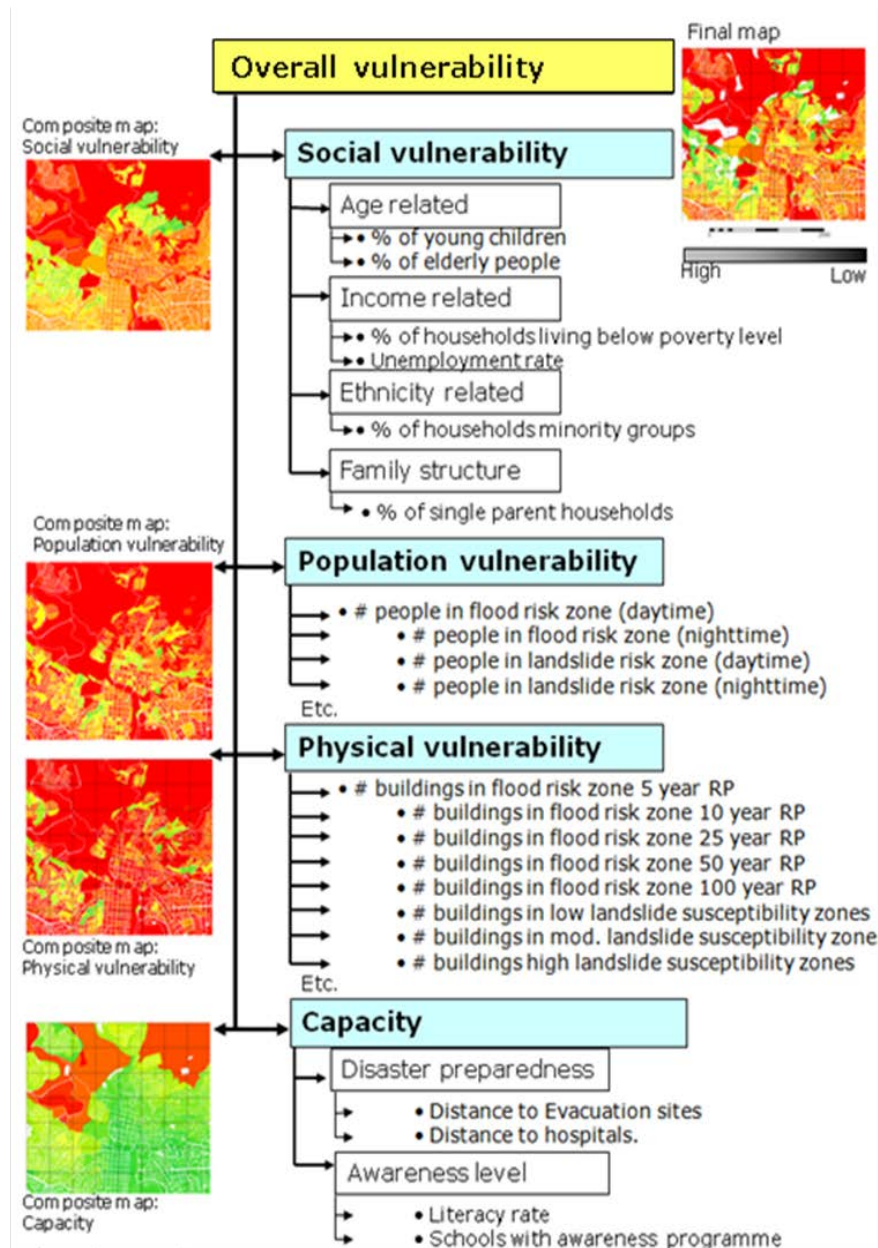 Final map
Overall vulnerability
High
Low
Composite map:
Social vulnerability
Social vulnerability
Age related
• % of young children
• % of elderly people
Income related
• % of households living below poverty level
• Unemployment rate
Ethnicity related
• % of households minority groups
Family structure
• % of single parent households
Composite map:
Population vulnerability
Population vulnerability
• # people in flood risk zone (daytime)
• # people in flood risk zone (nighttime)
• # people in landslide risk zone (daytime)
• # people in landslide risk zone (nighttime)
Etc.
Physical vulnerability
• # buildings in flood risk zone 5 year RP
• # buildings in flood risk zone 10 year RP
• # buildings in flood risk zone 25 year RP
• # buildings in flood risk zone 50 year RP
• # buildings in flood risk zone 100 year RP
• # buildings in low landslide susceptibility zones
• # buildings in mod. landslide susceptibility zone
• # buildings high landslide susceptibility zones
Etc.
Composite map:
Physical vulnerability
Capacity
Disaster preparedness
• Distance to Evacuation sites
• Distance to hospitals.
Awareness level
• Literacy rate
• Schools with awareness programme
Composite map:
Capacity